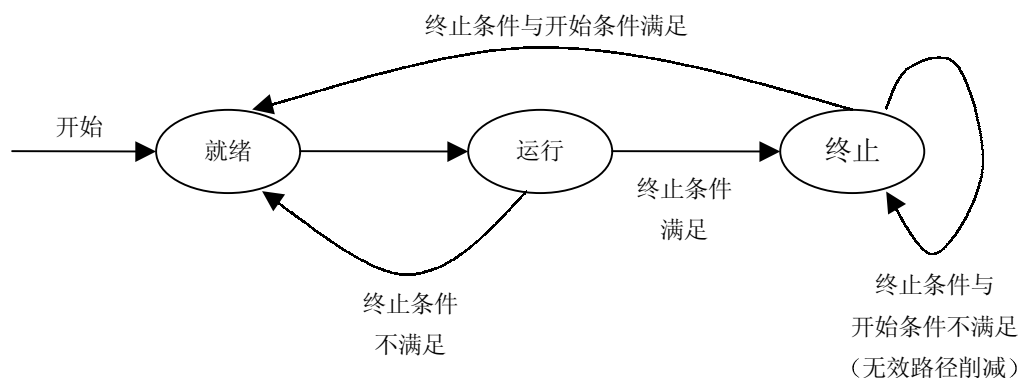 终止条件与开始条件满足
开始
就绪
运行
终止
终止条件
满足
终止条件
不满足
终止条件与
开始条件不满足
（无效路径削减）